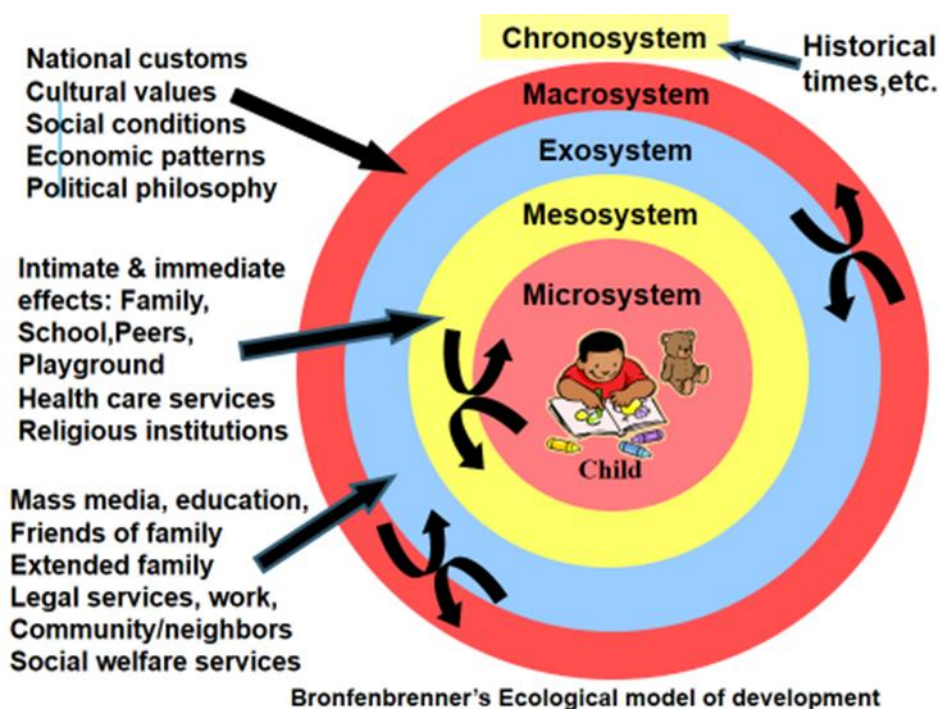 Chronosystem
Historical
times,etc.
National customs
Cultural values
Social conditions
Economic patterns
Political philosophy
Macrosystem
Exosystem
Mesosystem
Microsystem
Intimate & immediate
effects: Family,
School,Peers,
Playground
Health care services
Religious institutions
Child
Mass media, education,
Friends of family
Extended family
Legal services, work,
Community/neighbors
Social welfare services
Bronfenbrenner's Ecological model of development